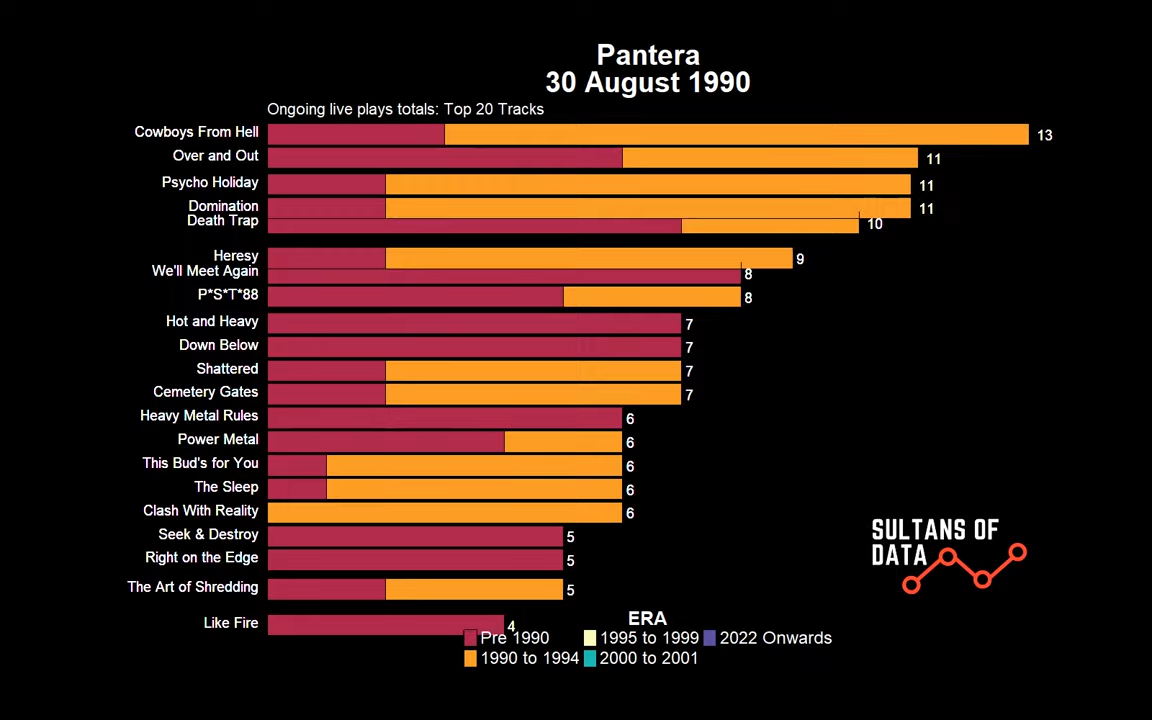 Pantera
30 August 1990
Ongoing live plays totals: Top 20 Tracks
Cowboys From Hell 13
Over and Out 11
Psycho Holiday 11
Domination 11
Death Trap 10
Heresy 9
We'll Meet Again 8
P*S*T*88 8
Hot and Heavy 7
Down Below 7
Shattered 7
Cemetery Gates 7
Heavy Metal Rules 6
Power Metal 6
This Bud's for You 6
The Sleep 6
Clash With Reality 6
Seek & Destroy 5
Right on the Edge 5
The Art of Shredding 5
Like Fire 4
SULTANS OF
DATA
ERA
Pre 1990 1995 to 1999 2022 Onwards
1990 to 1994 2000 to 2001